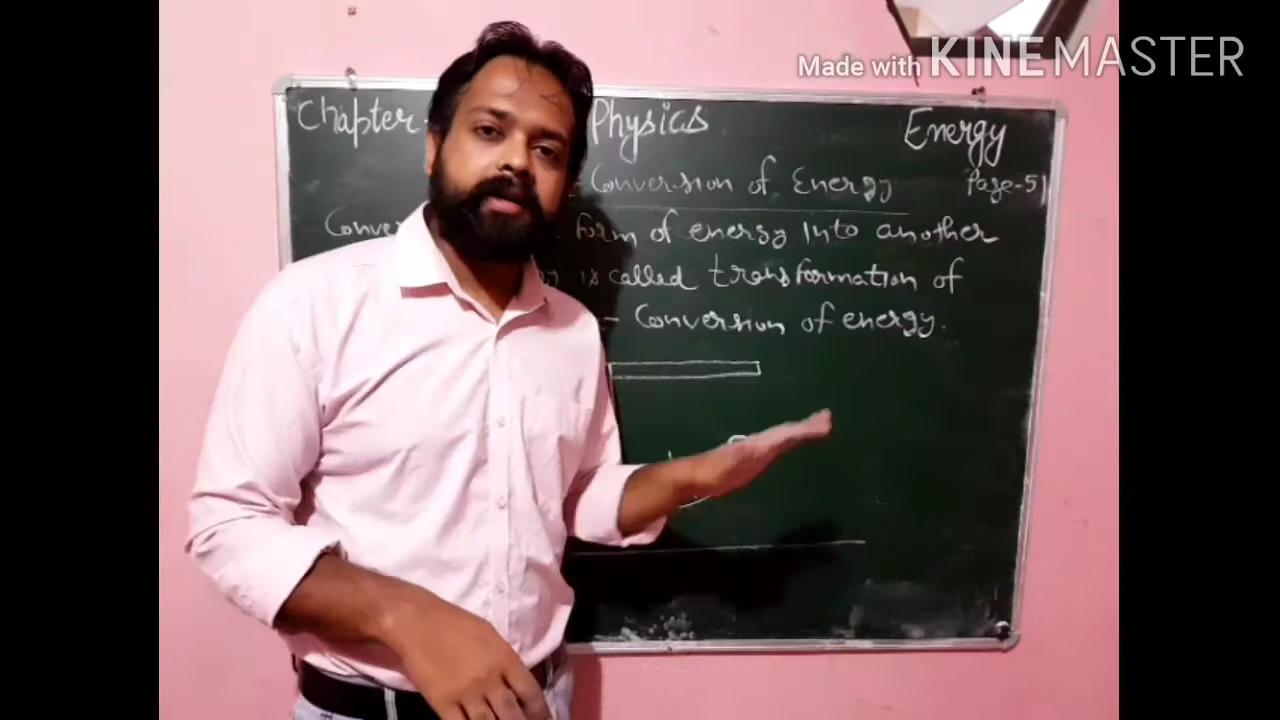 Made with KINEMASTER
Chapter Physics Energy
Conversion of Energy Page-51
Conver form of energy into another
is called transformation of
- Conversion of energy.